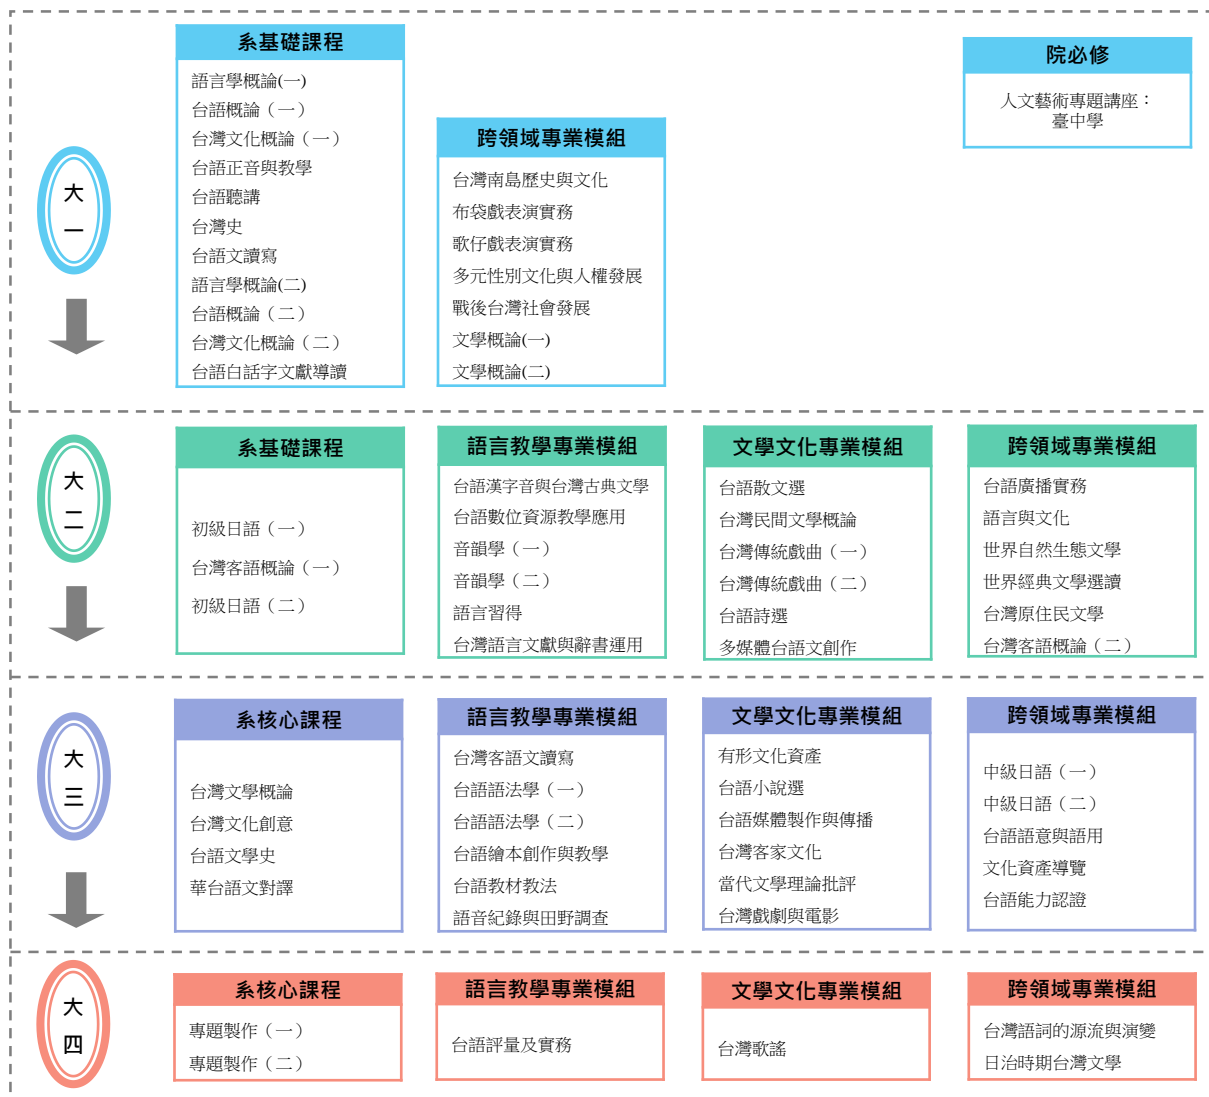 大
一
系基礎課程
語言學概論(一)
台語概論（一）
台灣文化概論（一）
台語正音與教學
台語聽講
台灣史
台語文讀寫
語言學概論(二)
台語概論（二）
台灣文化概論（二）
台語白話字文獻導讀
跨領域專業模組
台灣南島歷史與文化
布袋戲表演實務
歌仔戲表演實務
多元性別文化與人權發展
戰後台灣社會發展
文學概論(一)
文學概論(二)
院必修
人文藝術專題講座：
臺中學
大
二
系基礎課程
初級日語（一）
台灣客語概論（一）
初級日語（二）
語言教學專業模組
台語漢字音與台灣古典文學
台語數位資源教學應用
音韻學（一）
音韻學（二）
語言習得
台灣語言文獻與辭書運用
文學文化專業模組
台語散文選
台灣民間文學概論
台灣傳統戲曲（一）
台灣傳統戲曲（二）
台語詩選
多媒體台語文創作
跨領域專業模組
台語廣播實務
語言與文化
世界自然生態文學
世界經典文學選讀
台灣原住民文學
台灣客語概論（二）
大
三
系核心課程
台灣文學概論
台灣文化創意
台語文學史
華台語文對譯
語言教學專業模組
台灣客語文讀寫
台語語法學（一）
台語語法學（二）
台語繪本創作與教學
台語教材教法
語音紀錄與田野調查
文學文化專業模組
有形文化資產
台語小說選
台語媒體製作與傳播
台灣客家文化
當代文學理論批評
台灣戲劇與電影
跨領域專業模組
中級日語（一）
中級日語（二）
台語語意與語用
文化資產導覽
台語能力認證
大
四
系核心課程
專題製作（一）
專題製作（二）
語言教學專業模組
台語評量及實務
文學文化專業模組
台灣歌謠
跨領域專業模組
台灣語詞的源流與演變
日治時期台灣文學